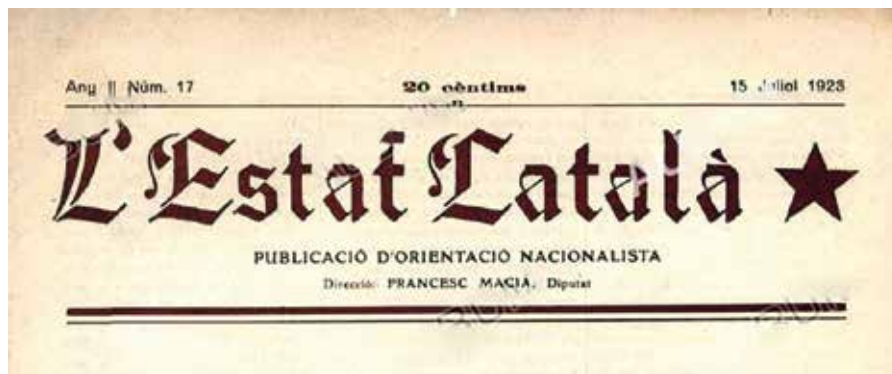 Any II Núm. 17 20 cèntims 15 Juliol 1923
L'Estat Català
PUBLICACIÓ D'ORIENTACIÓ NACIONALISTA
Direcció: FRANCESC MACIÀ, Diputat